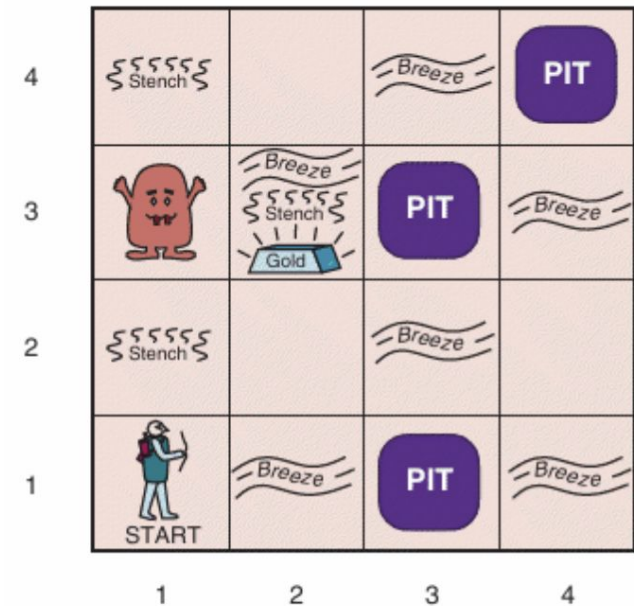 4
Stench
Breeze
PIT
3
Breeze
Stench
Gold
PIT
Breeze
2
Stench
Breeze
1
START
Breeze
PIT
Breeze
1 2 3 4